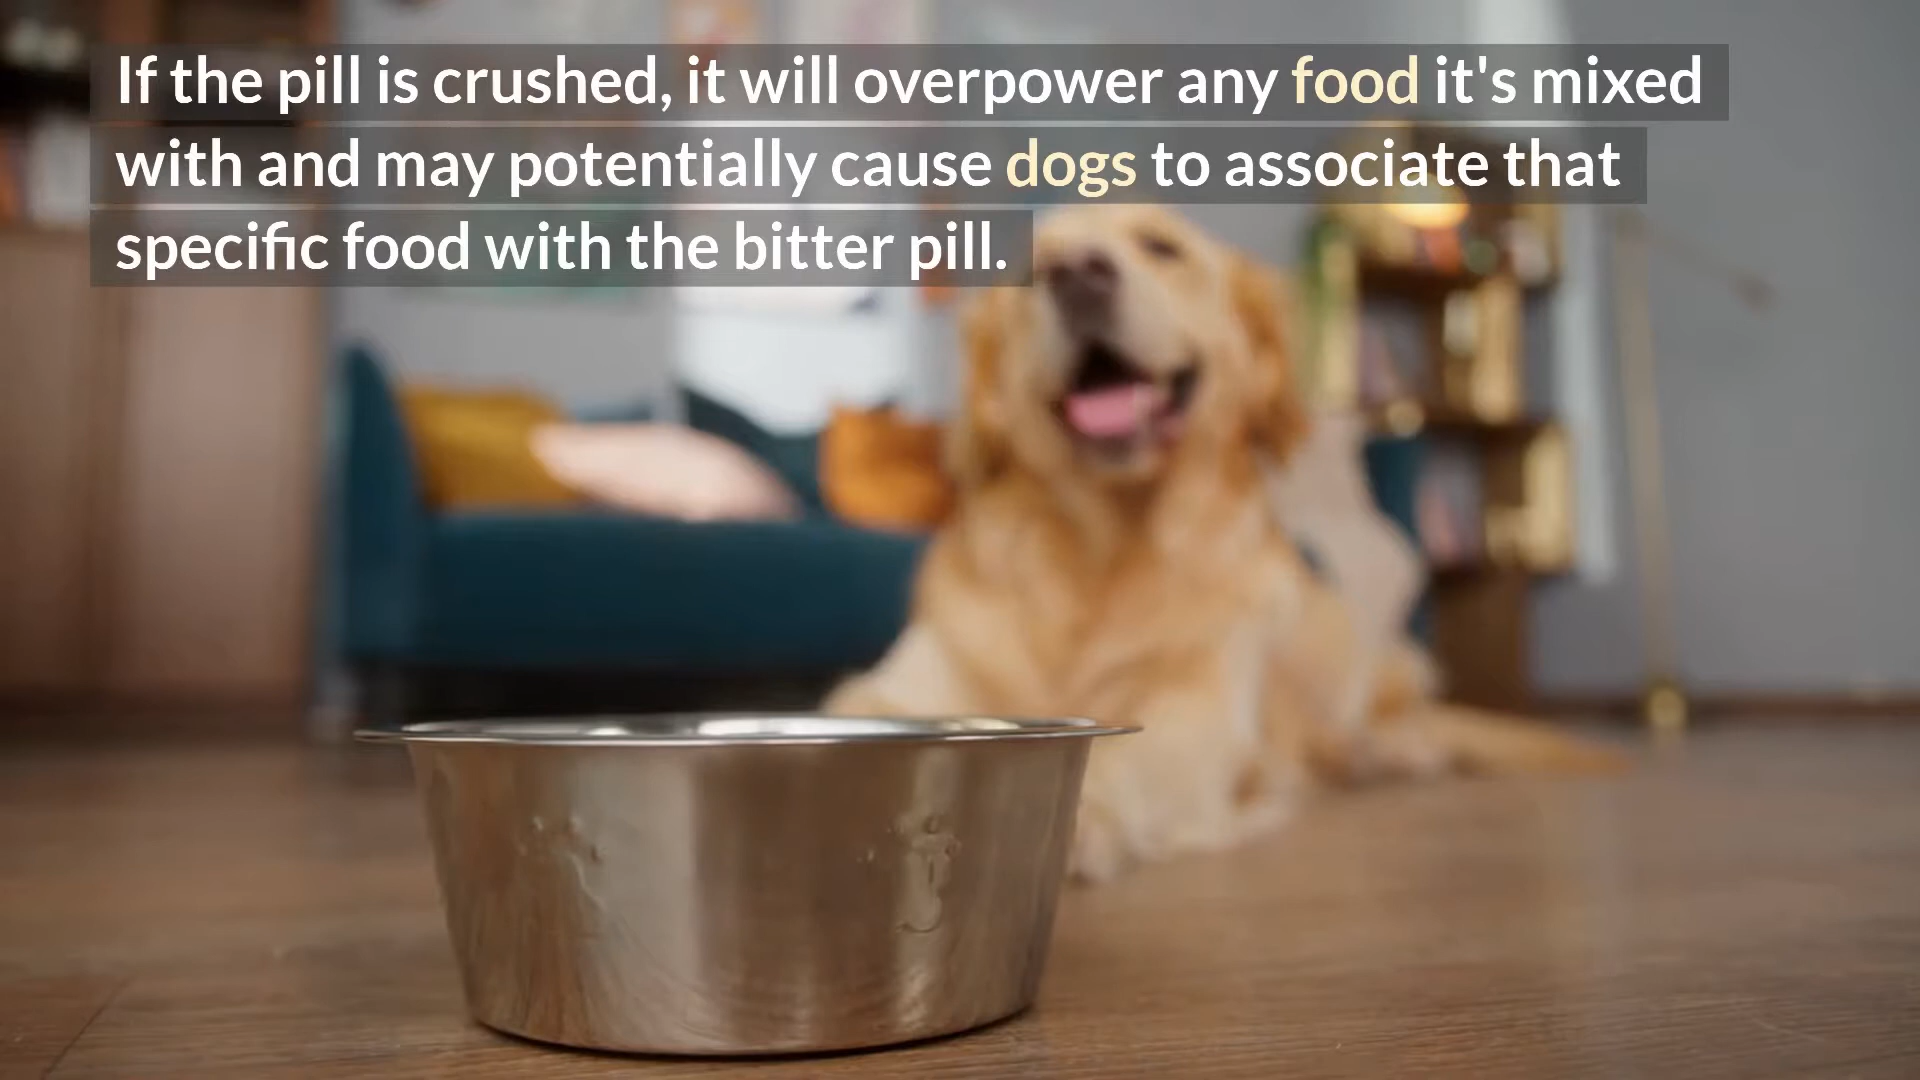 If the pill is crushed, it will overpower any food it's mixed
with and may potentially cause dogs to associate that
specific food with the bitter pill.